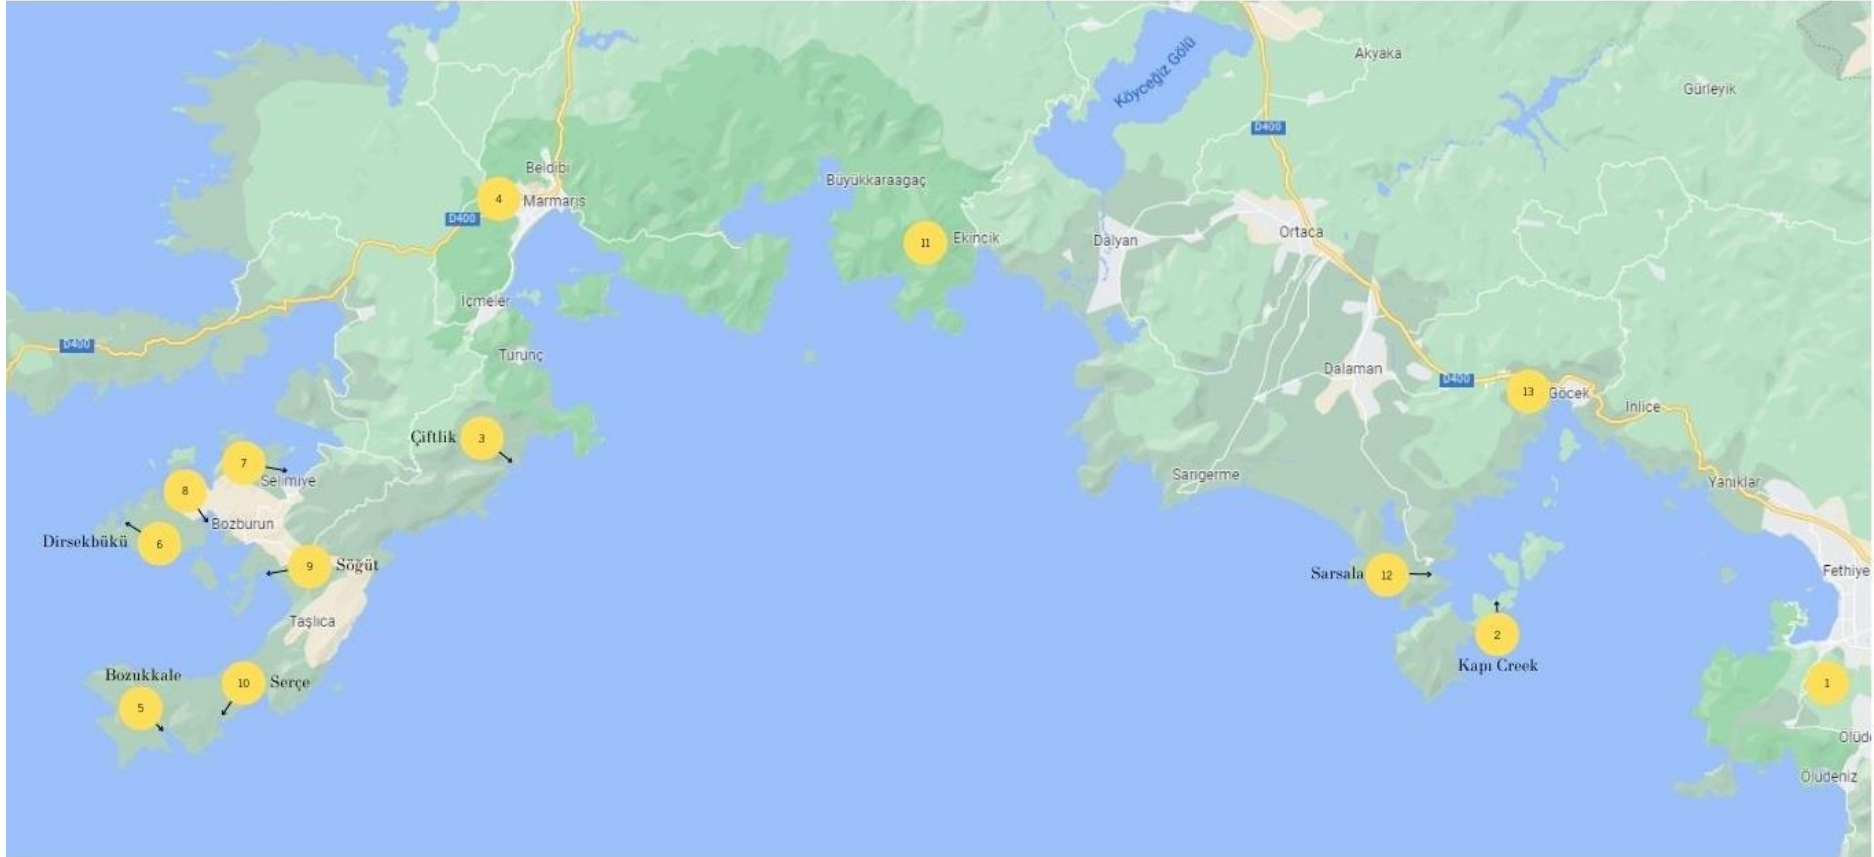 Akyaka
Köyceğiz Gölü
Gürleyik
D400
Beldibi
Büyükkaraagaç
4
Marmaris
D400
11
Ekincik
Dalyan
Ortaca
İçmeler
D400
Turunç
Dalaman
D400
13
Göcek
İnlice
Çiftlik
3
7
Selimiye
Sarıgerme
Yanıklar
8
Bozburun
Dirsekbükü
6
9
Söğüt
Sarsala
12
Fethiye
Taşlıca
2
Kapı Creek
Bozukkale
5
10
Serçe
1
Ölüd
Ölüdeniz